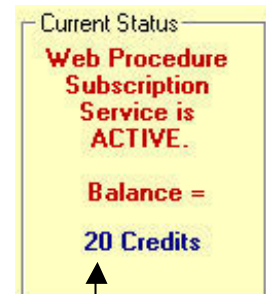 Current Status
Web Procedure
Subscription
Service is
ACTIVE.
Balance =
20 Credits